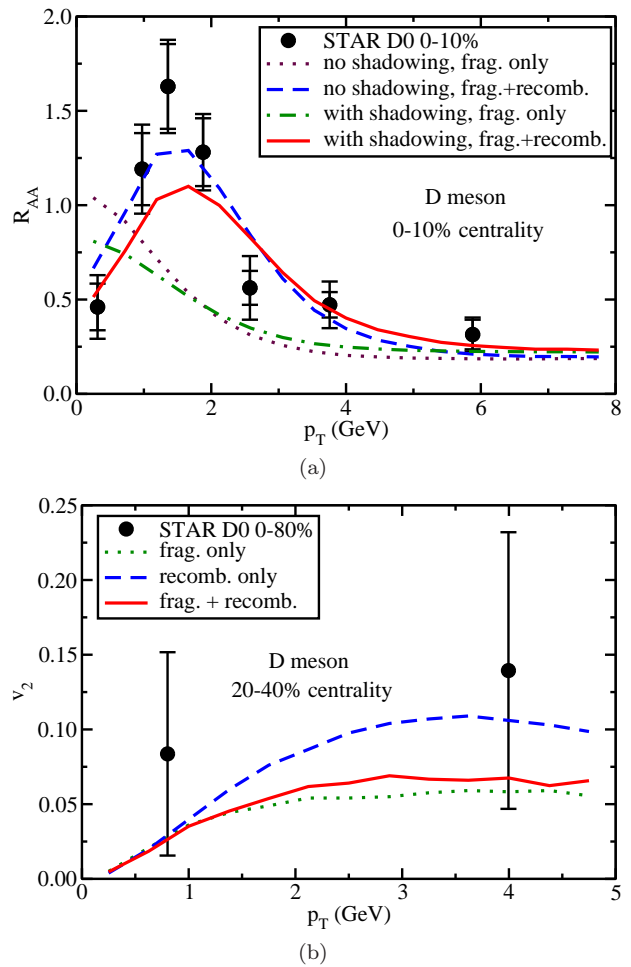 R_AA
2.0
1.5
1.0
0.5
0.0
STAR D0 0-10%
no shadowing, frag. only
no shadowing, frag.+recomb.
with shadowing, frag. only
with shadowing, frag.+recomb.
D meson
0-10% centrality
0 2 4 6 8
p_T (GeV)
(a)
v_2
0.25
0.20
0.15
0.10
0.05
0.00
STAR D0 0-80%
frag. only
recomb. only
frag. + recomb.
D meson
20-40% centrality
0 1 2 3 4 5
p_T (GeV)
(b)